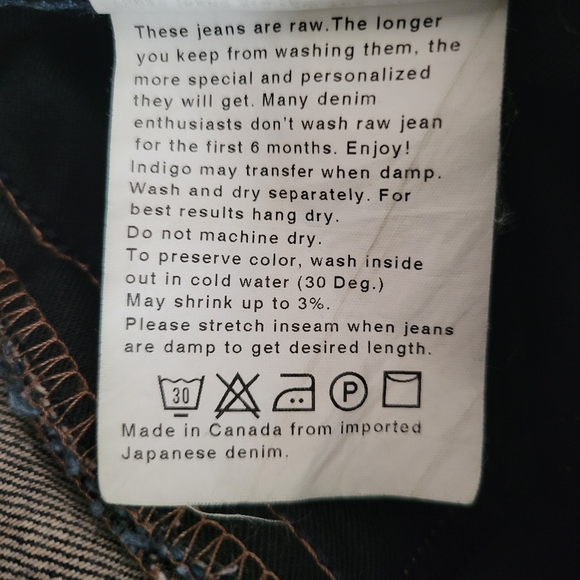 These jeans are raw.The longer
you keep from washing them, the
more special and personalized
they will get. Many denim
enthusiasts don't wash raw jean
for the first 6 months. Enjoy!
Indigo may transfer when damp.
Wash and dry separately. For
best results hang dry.
Do not machine dry.
To preserve color, wash inside
out in cold water (30 Deg.)
May shrink up to 3%.
Please stretch inseam when jeans
are damp to get desired length.
30 P
Made in Canada from imported
Japanese denim.